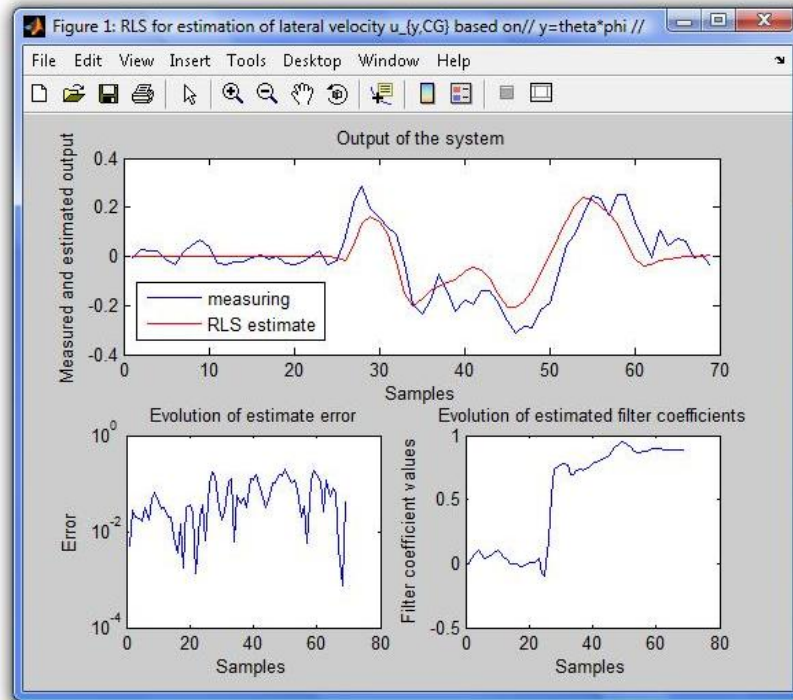 Figure 1: RLS for estimation of lateral velocity u_{y,CG} based on// y=theta*phi //
File Edit View Insert Tools Desktop Window Help
Output of the system
Measured and estimated output
0.4
0.2
0
-0.2
-0.4
measuring
RLS estimate
0 10 20 30 40 50 60 70
Samples
Evolution of estimate error
Error
10^0
10^-2
10^-4
0 20 40 60 80
Samples
Evolution of estimated filter coefficients
Filter coefficient values
1
0.5
0
-0.5
0 20 40 60 80
Samples